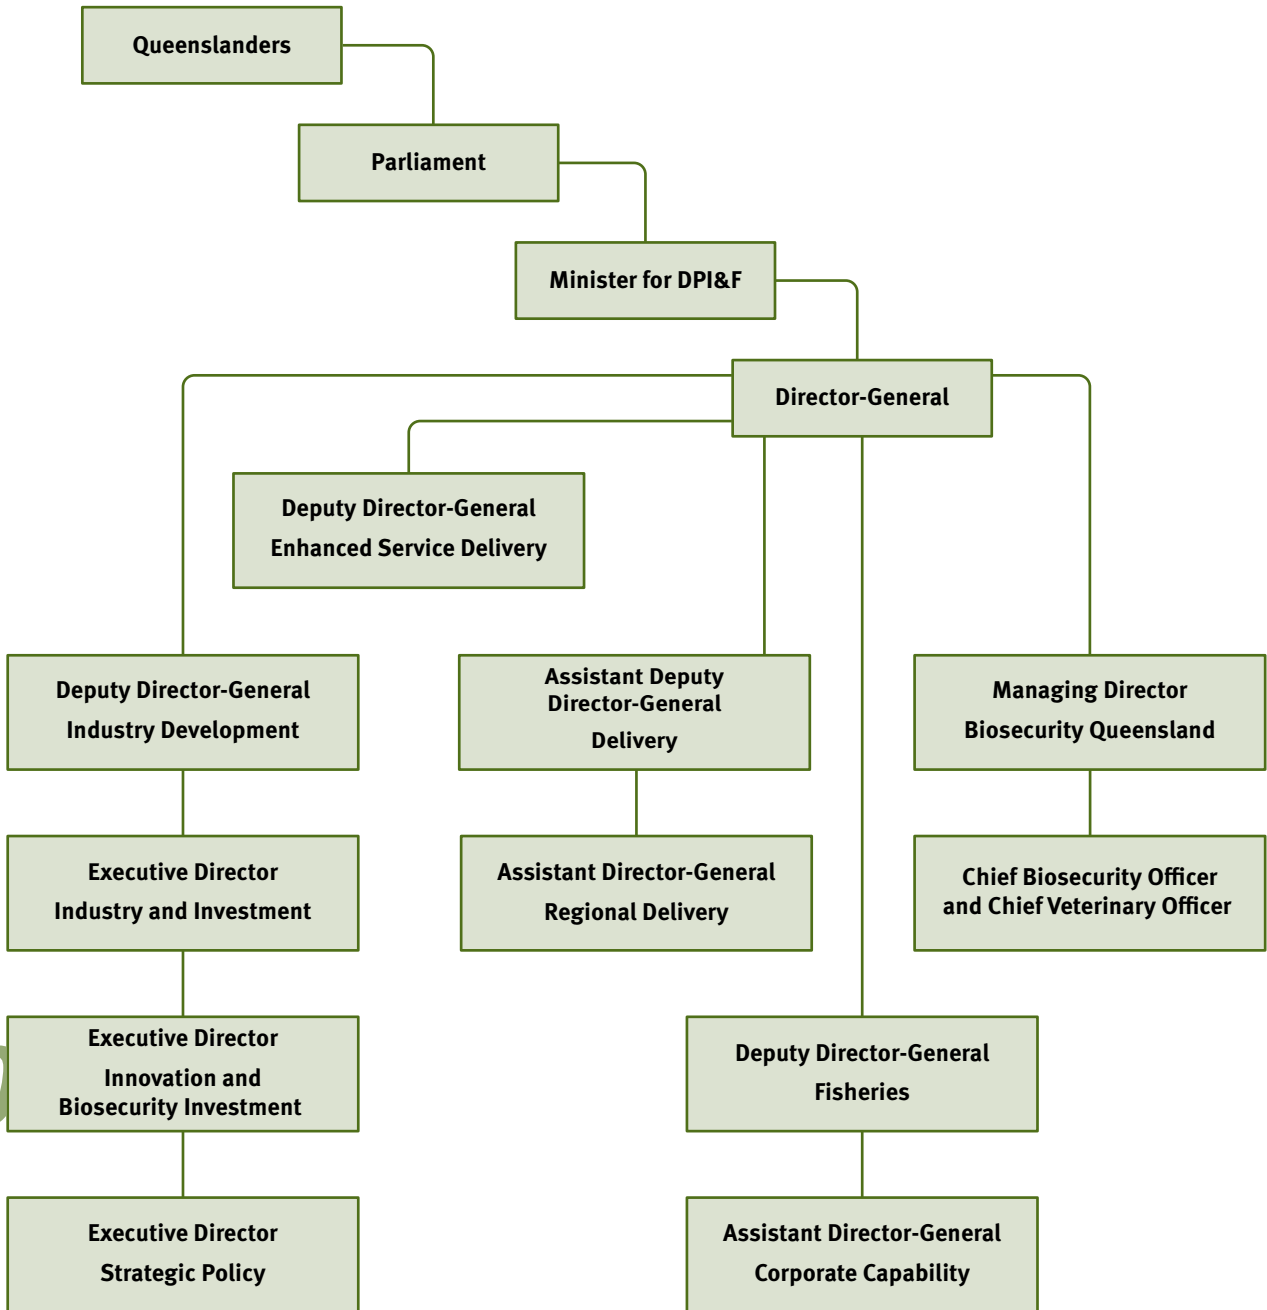 Queenslanders
Parliament
Minister for DPI&F
Director-General
Deputy Director-General
Enhanced Service Delivery
Deputy Director-General
Industry Development
Assistant Deputy
Director-General
Delivery
Managing Director
Biosecurity Queensland
Executive Director
Industry and Investment
Assistant Director-General
Regional Delivery
Chief Biosecurity Officer
and Chief Veterinary Officer
Executive Director
Innovation and
Biosecurity Investment
Deputy Director-General
Fisheries
Executive Director
Strategic Policy
Assistant Director-General
Corporate Capability